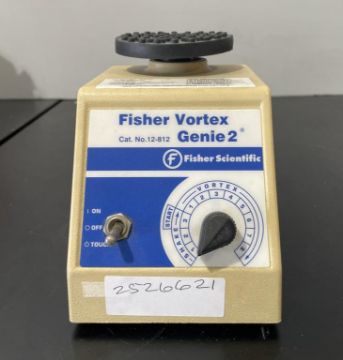 Fisher Vortex
Cat. No.12-812 Genie 2®
F Fisher Scientific
I ON
OFF
TOUCH
VORTEX
START
SHAKE
1 2 3 4 5 6 7 8
2526621